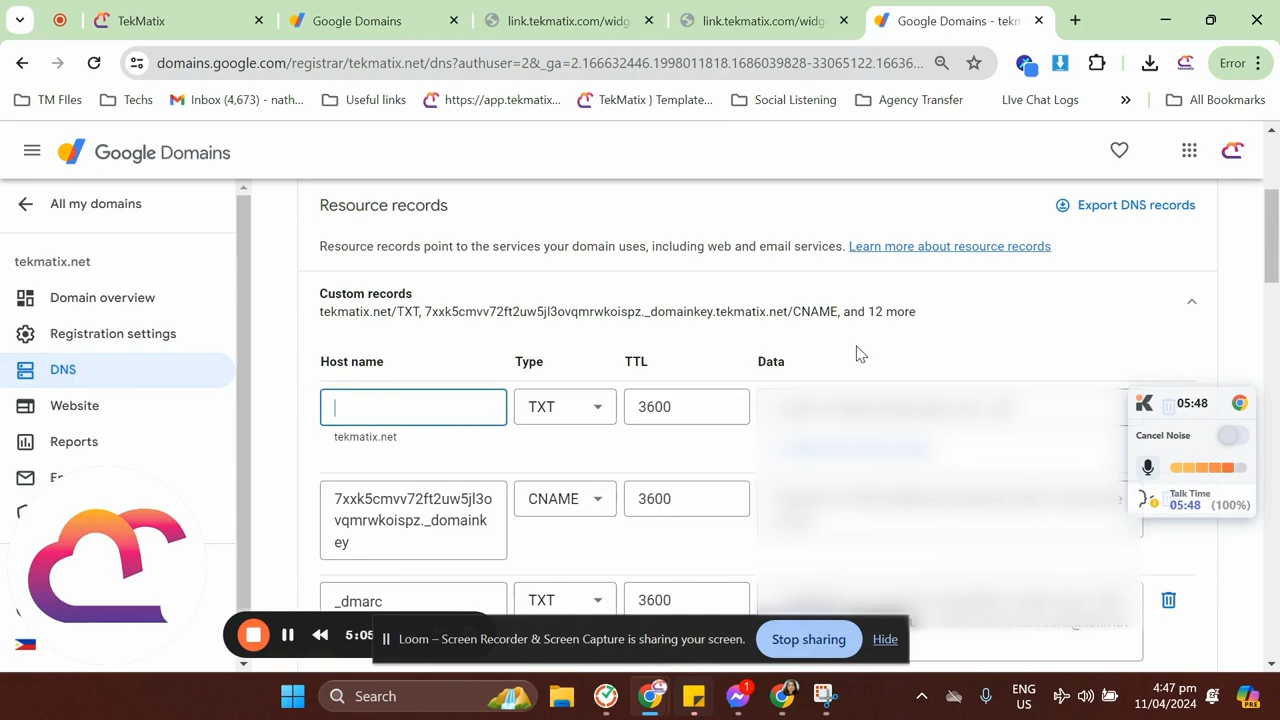 TekMatix
Google Domains
link.tekmatix.com/widg
link.tekmatix.com/widg
Google Domains - tekm
domains.google.com/registrar/tekmatix.net/dns?authuser=2&_ga=2.166632446.1998011818.1686039828-33065122.16636...
Error
TM FIles
Techs
Inbox (4,673) - nath...
Useful links
https://app.tekmatix...
TekMatix } Template...
Social Listening
Agency Transfer
LIve Chat Logs
All Bookmarks
Google Domains
All my domains
tekmatix.net
Domain overview
Registration settings
DNS
Website
Reports
Resource records
Export DNS records
Resource records point to the services your domain uses, including web and email services. Learn more about resource records
Custom records
tekmatix.net/TXT, 7xxk5cmvv72ft2uw5jl3ovqmrwkoispz._domainkey.tekmatix.net/CNAME, and 12 more
Host name
Type
TTL
Data
TXT
3600
tekmatix.net
7xxk5cmvv72ft2uw5jl3o
vqmrwkoispz._domaink
ey
CNAME
3600
_dmarc
TXT
3600
05:48
Cancel Noise
Talk Time
05:48 (100%)
5:05
Loom – Screen Recorder & Screen Capture is sharing your screen.
Stop sharing
Hide
Search
1
ENG
US
4:47 pm
11/04/2024
PRE